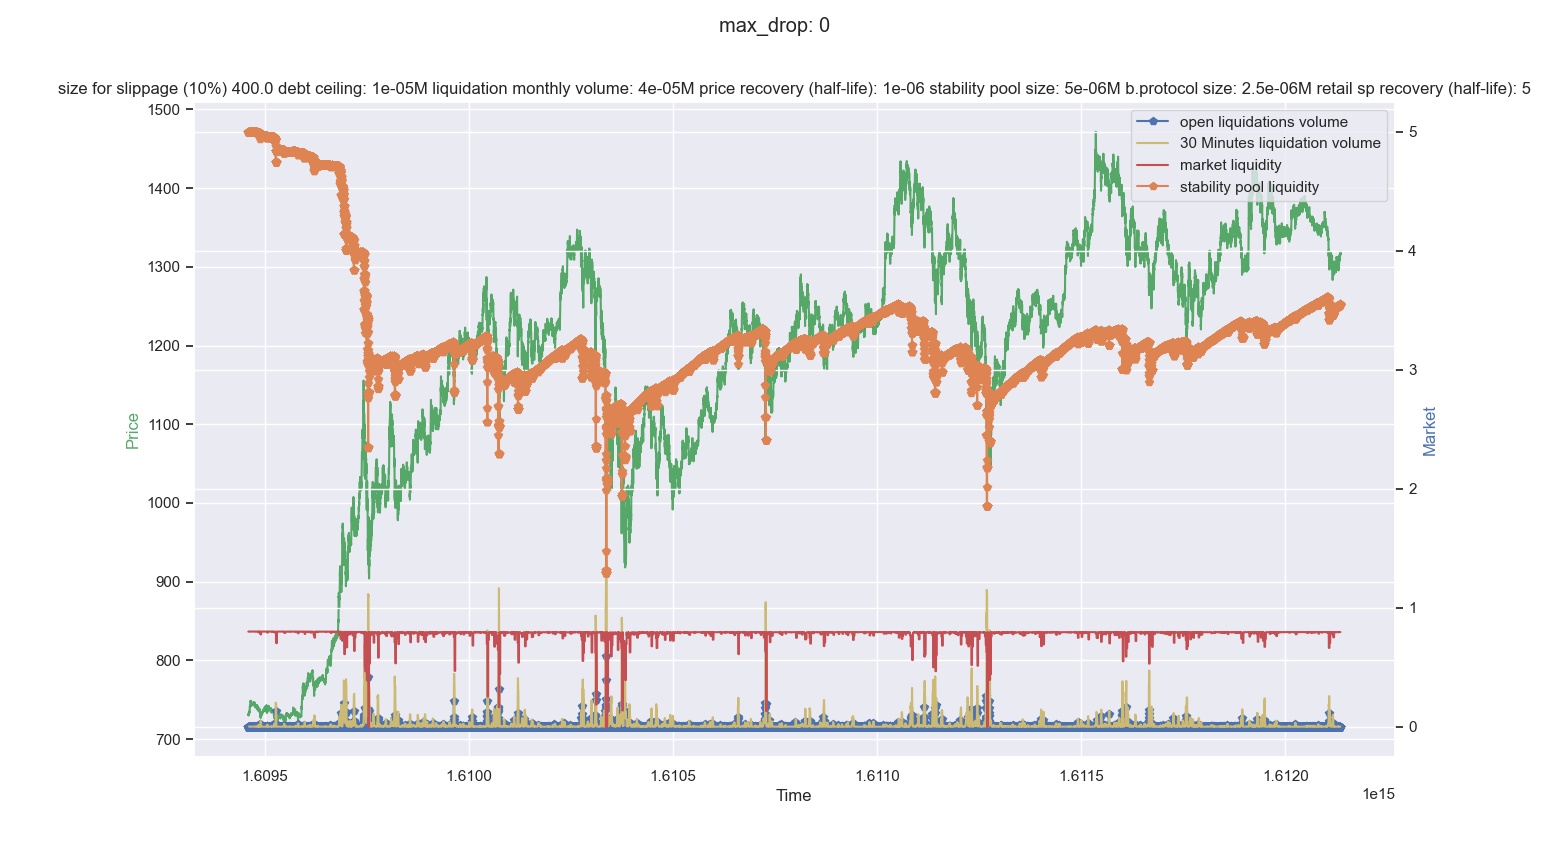 max_drop: 0
size for slippage (10%) 400.0 debt ceiling: 1e-05M liquidation monthly volume: 4e-05M price recovery (half-life): 1e-06 stability pool size: 5e-06M b.protocol size: 2.5e-06M retail sp recovery (half-life): 5
open liquidations volume
30 Minutes liquidation volume
market liquidity
stability pool liquidity
Price
1500
1400
1300
1200
1100
1000
900
800
700
Market
5
4
3
2
1
0
1.6095 1.6100 1.6105 1.6110 1.6115 1.6120
Time
1e15